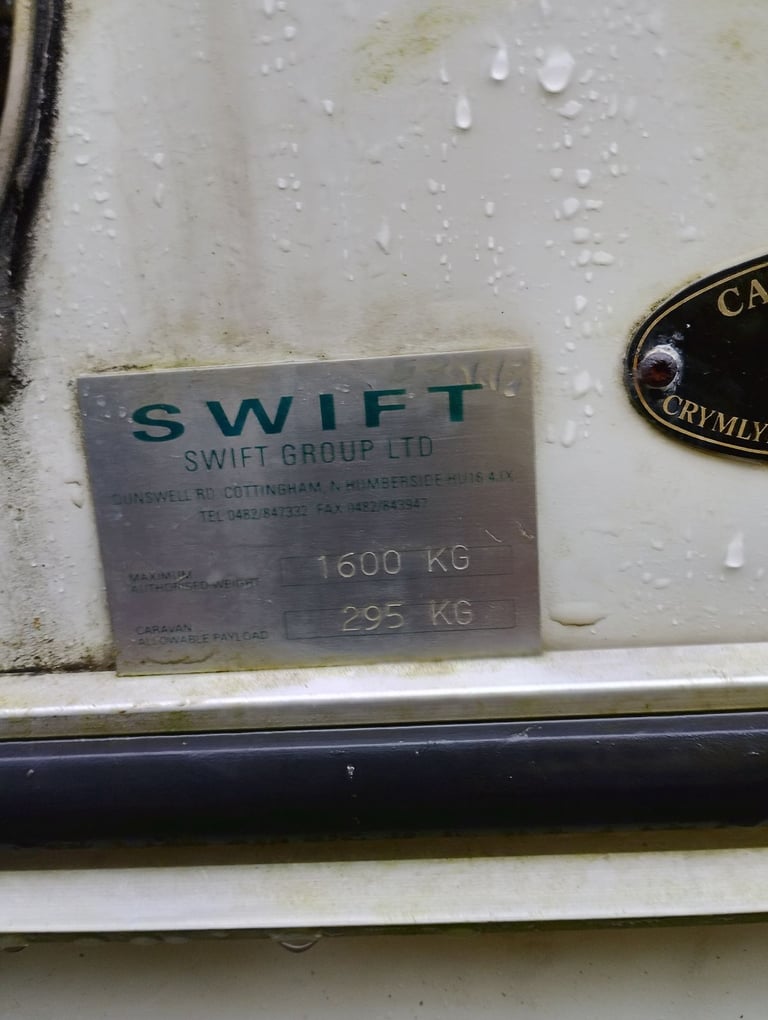 SWIFT
SWIFT GROUP LTD
DUNSWELL RD COTTINGHAM, N HUMBERSIDE HU16 4JX
TEL 0482/847332 FAX 0482/843947
MAXIMUM
AUTHORISED WEIGHT
1600 KG
CARAVAN
ALLOWABLE PAYLOAD
295 KG
CA
CRYMLY